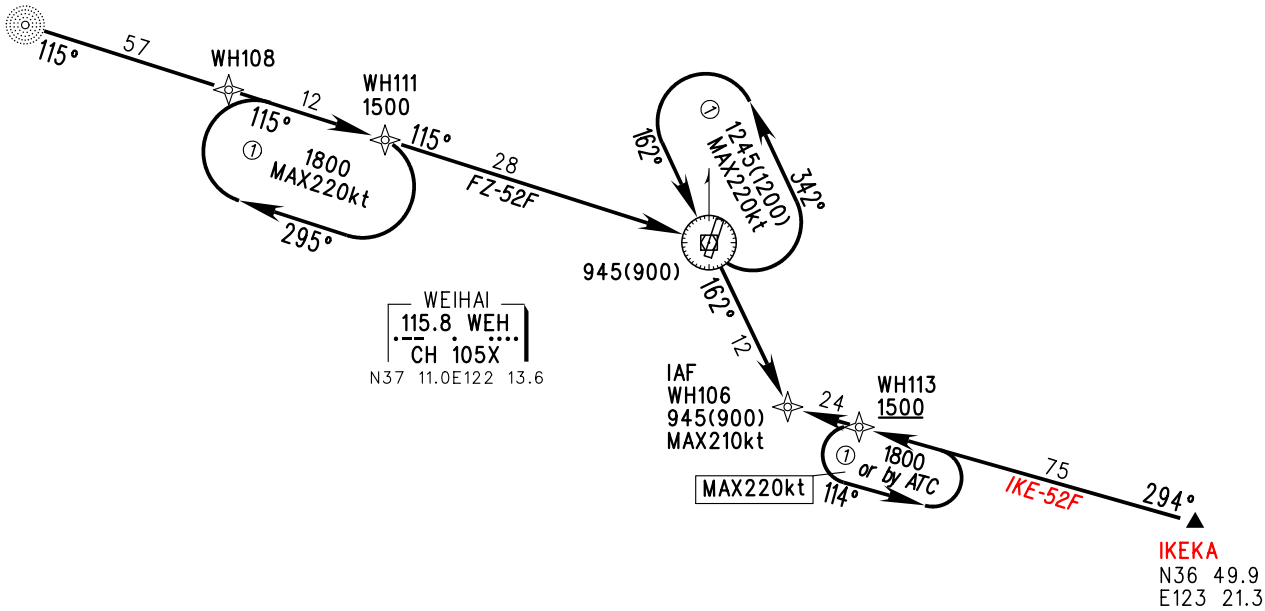 115°
57
WH108
12
115°
WH111
1500
115°
28
FZ-52F
① 1800
MAX220kt
295°
①
1245(1200)
MAX220kt
162°
342°
945(900)
162°
12
WEIHAI
115.8 WEH
·−− · ····
CH 105X
N37 11.0E122 13.6
IAF
WH106
945(900)
MAX210kt
24
WH113
1500
① 1800
or by ATC
MAX220kt
114°
75
IKE-52F
294°
IKEKA
N36 49.9
E123 21.3